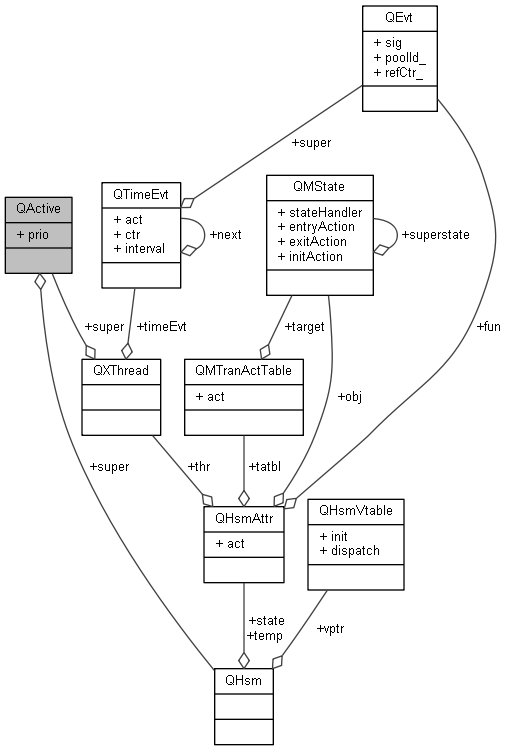 QEvt
+ sig
+ poolId_
+ refCtr_
+super
QTimeEvt
+ act
+ ctr
+ interval
+next
QMState
+ stateHandler
+ entryAction
+ exitAction
+ initAction
+superstate
QActive
+ prio
+super
+timeEvt
+target
+fun
QXThread
QMTranActTable
+ act
+obj
+super
+thr
+tatbl
QHsmAttr
+ act
QHsmVtable
+ init
+ dispatch
+state
+temp
+vptr
QHsm